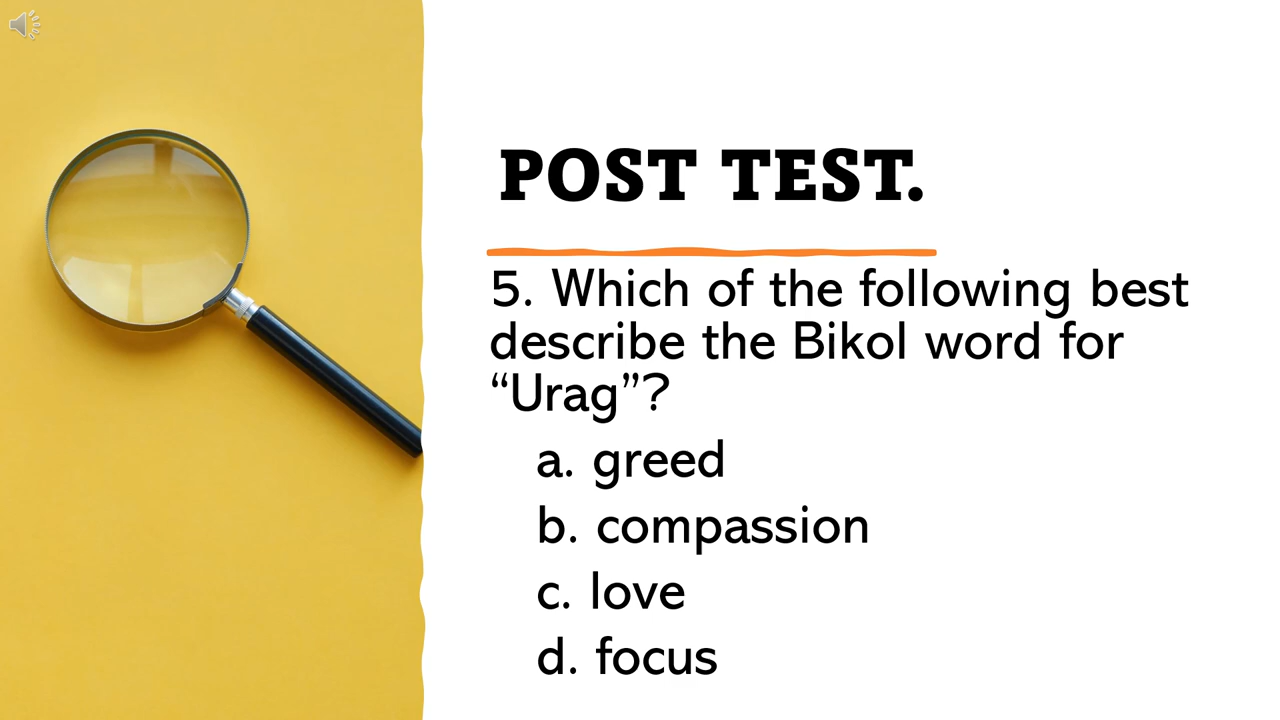 POST TEST.
5. Which of the following best
describe the Bikol word for
“Urag”?
a. greed
b. compassion
c. love
d. focus